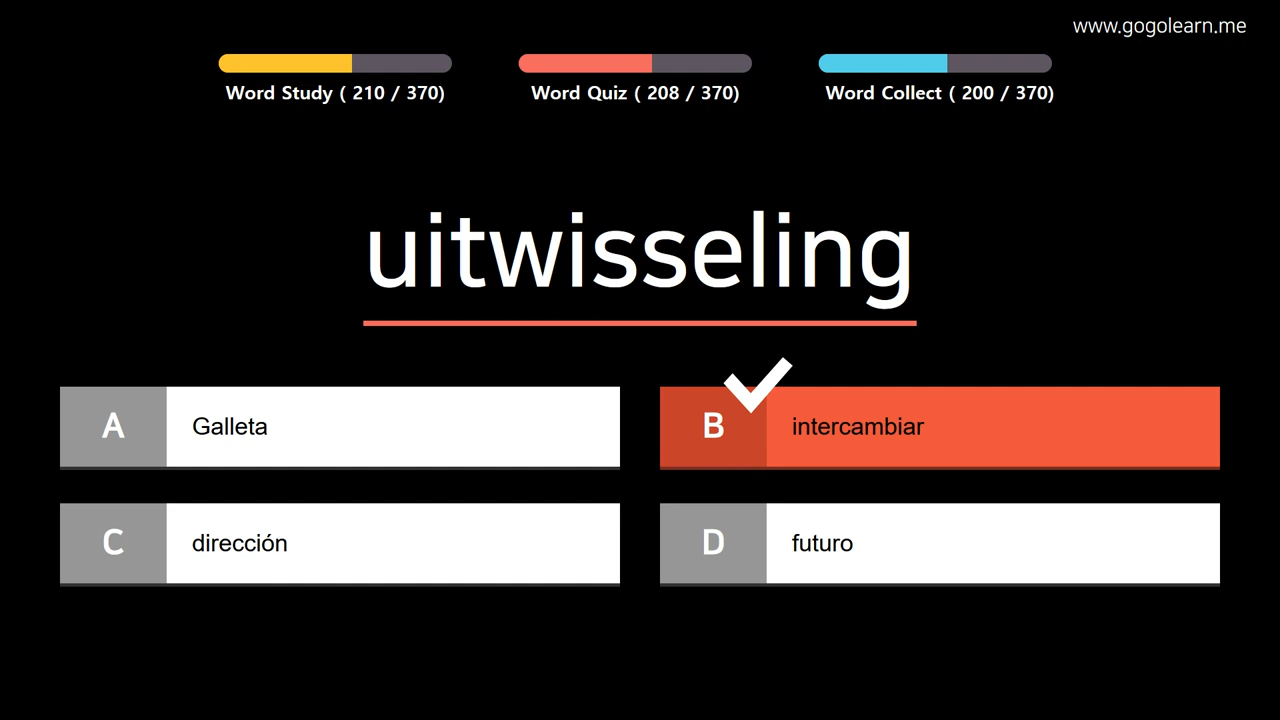 www.gogolearn.me
Word Study ( 210 / 370)
Word Quiz ( 208 / 370)
Word Collect ( 200 / 370)
uitwisseling
A Galleta
B intercambiar
C dirección
D futuro